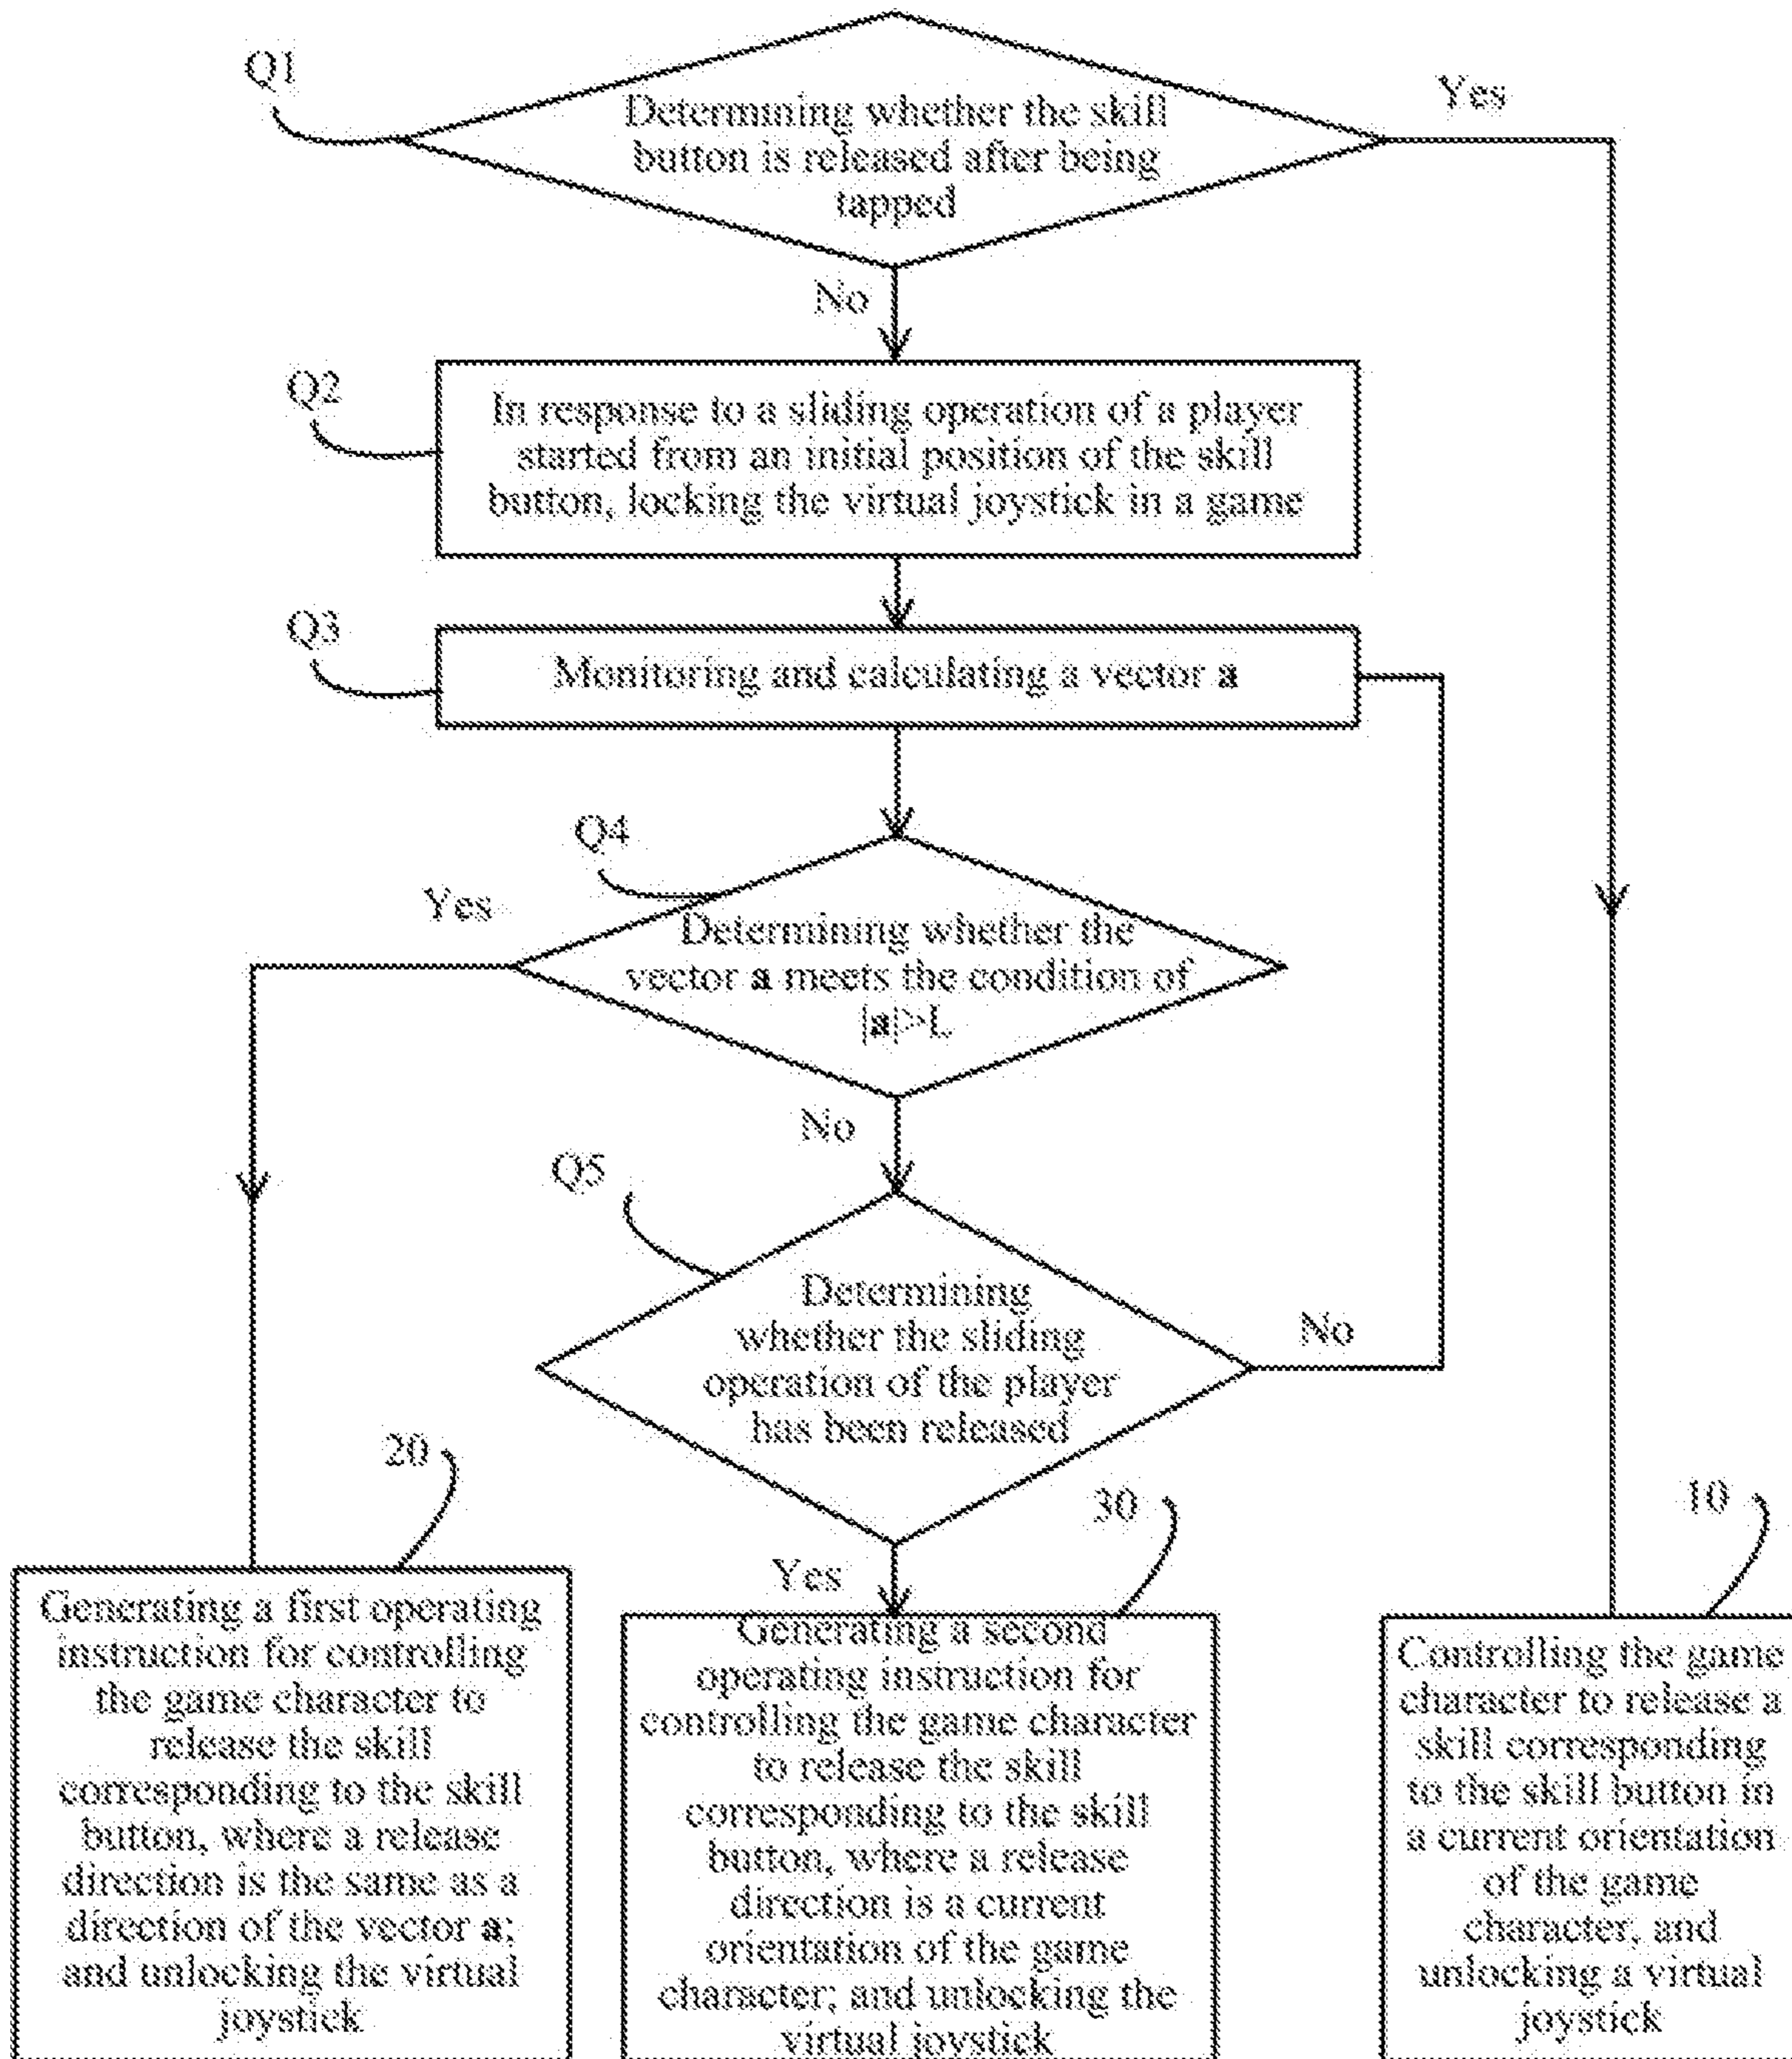 Q1
Determining whether the skill
button is released after being
tapped
Yes
No
Q2
In response to a sliding operation of a player
started from an initial position of the skill
button, locking the virtual joystick in a game
Q3
Monitoring and calculating a vector a
Q4
Yes
Determining whether the
vector a meets the condition of
|a|>L
No
Q5
Determining
whether the sliding
operation of the player
has been released
No
Yes
20
Generating a first operating
instruction for controlling
the game character to
release the skill
corresponding to the skill
button, where a release
direction is the same as a
direction of the vector a;
and unlocking the virtual
joystick
30
Generating a second
operating instruction for
controlling the game character
to release the skill
corresponding to the skill
button, where a release
direction is a current
orientation of the game
character; and unlocking the
virtual joystick
10
Controlling the game
character to release a
skill corresponding
to the skill button in
a current orientation
of the game
character, and
unlocking a virtual
joystick